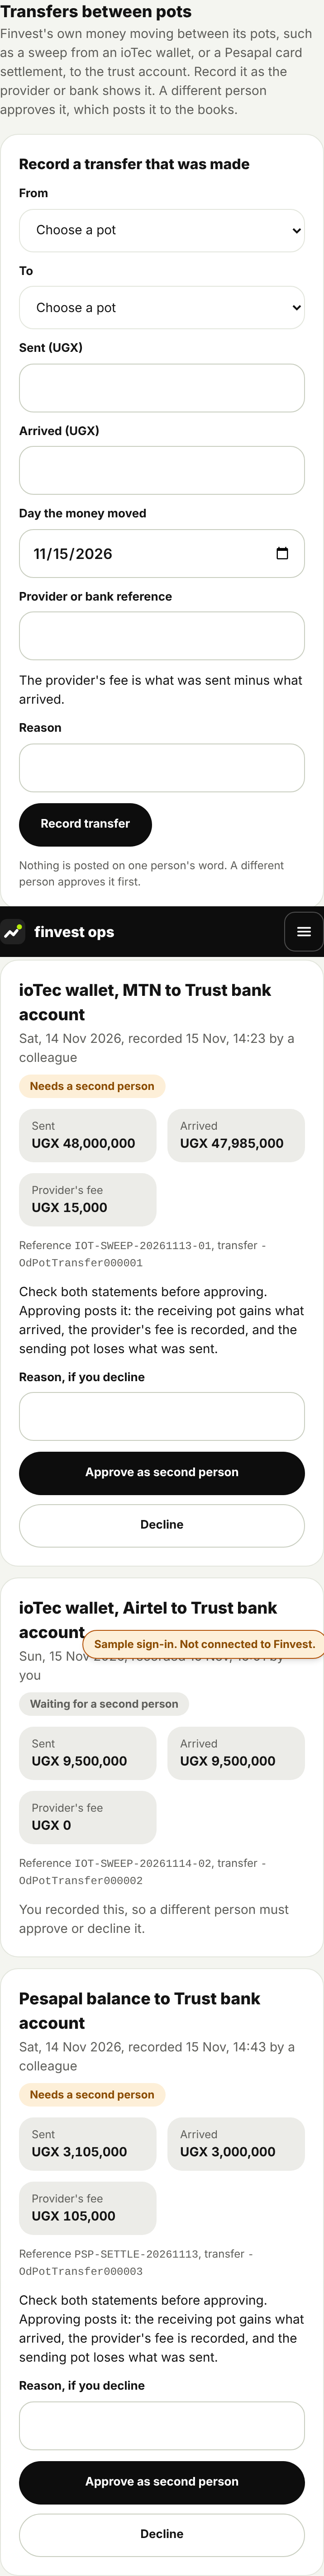 Transfers between pots
Finvest's own money moving between its pots, such
as a sweep from an ioTec wallet, or a Pesapal card
settlement, to the trust account. Record it as the
provider or bank shows it. A different person
approves it, which posts it to the books.
Record a transfer that was made
From
Choose a pot
To
Choose a pot
Sent (UGX)
Arrived (UGX)
Day the money moved
11/15/2026
Provider or bank reference
The provider's fee is what was sent minus what
arrived.
Reason
Record transfer
Nothing is posted on one person's word. A different
person approves it first.
finvest ops
ioTec wallet, MTN to Trust bank
account
Sat, 14 Nov 2026, recorded 15 Nov, 14:23 by a
colleague
Needs a second person
Sent
UGX 48,000,000
Arrived
UGX 47,985,000
Provider's fee
UGX 15,000
Reference IOT-SWEEP-20261113-01, transfer -
OdPotTransfer000001
Check both statements before approving.
Approving posts it: the receiving pot gains what
arrived, the provider's fee is recorded, and the
sending pot loses what was sent.
Reason, if you decline
Approve as second person
Decline
ioTec wallet, Airtel to Trust bank
account
Sample sign-in. Not connected to Finvest.
Sun, 15 Nov
you
Waiting for a second person
Sent
UGX 9,500,000
Arrived
UGX 9,500,000
Provider's fee
UGX 0
Reference IOT-SWEEP-20261114-02, transfer -
OdPotTransfer000002
You recorded this, so a different person must
approve or decline it.
Pesapal balance to Trust bank
account
Sat, 14 Nov 2026, recorded 15 Nov, 14:43 by a
colleague
Needs a second person
Sent
UGX 3,105,000
Arrived
UGX 3,000,000
Provider's fee
UGX 105,000
Reference PSP-SETTLE-20261113, transfer -
OdPotTransfer000003
Check both statements before approving.
Approving posts it: the receiving pot gains what
arrived, the provider's fee is recorded, and the
sending pot loses what was sent.
Reason, if you decline
Approve as second person
Decline